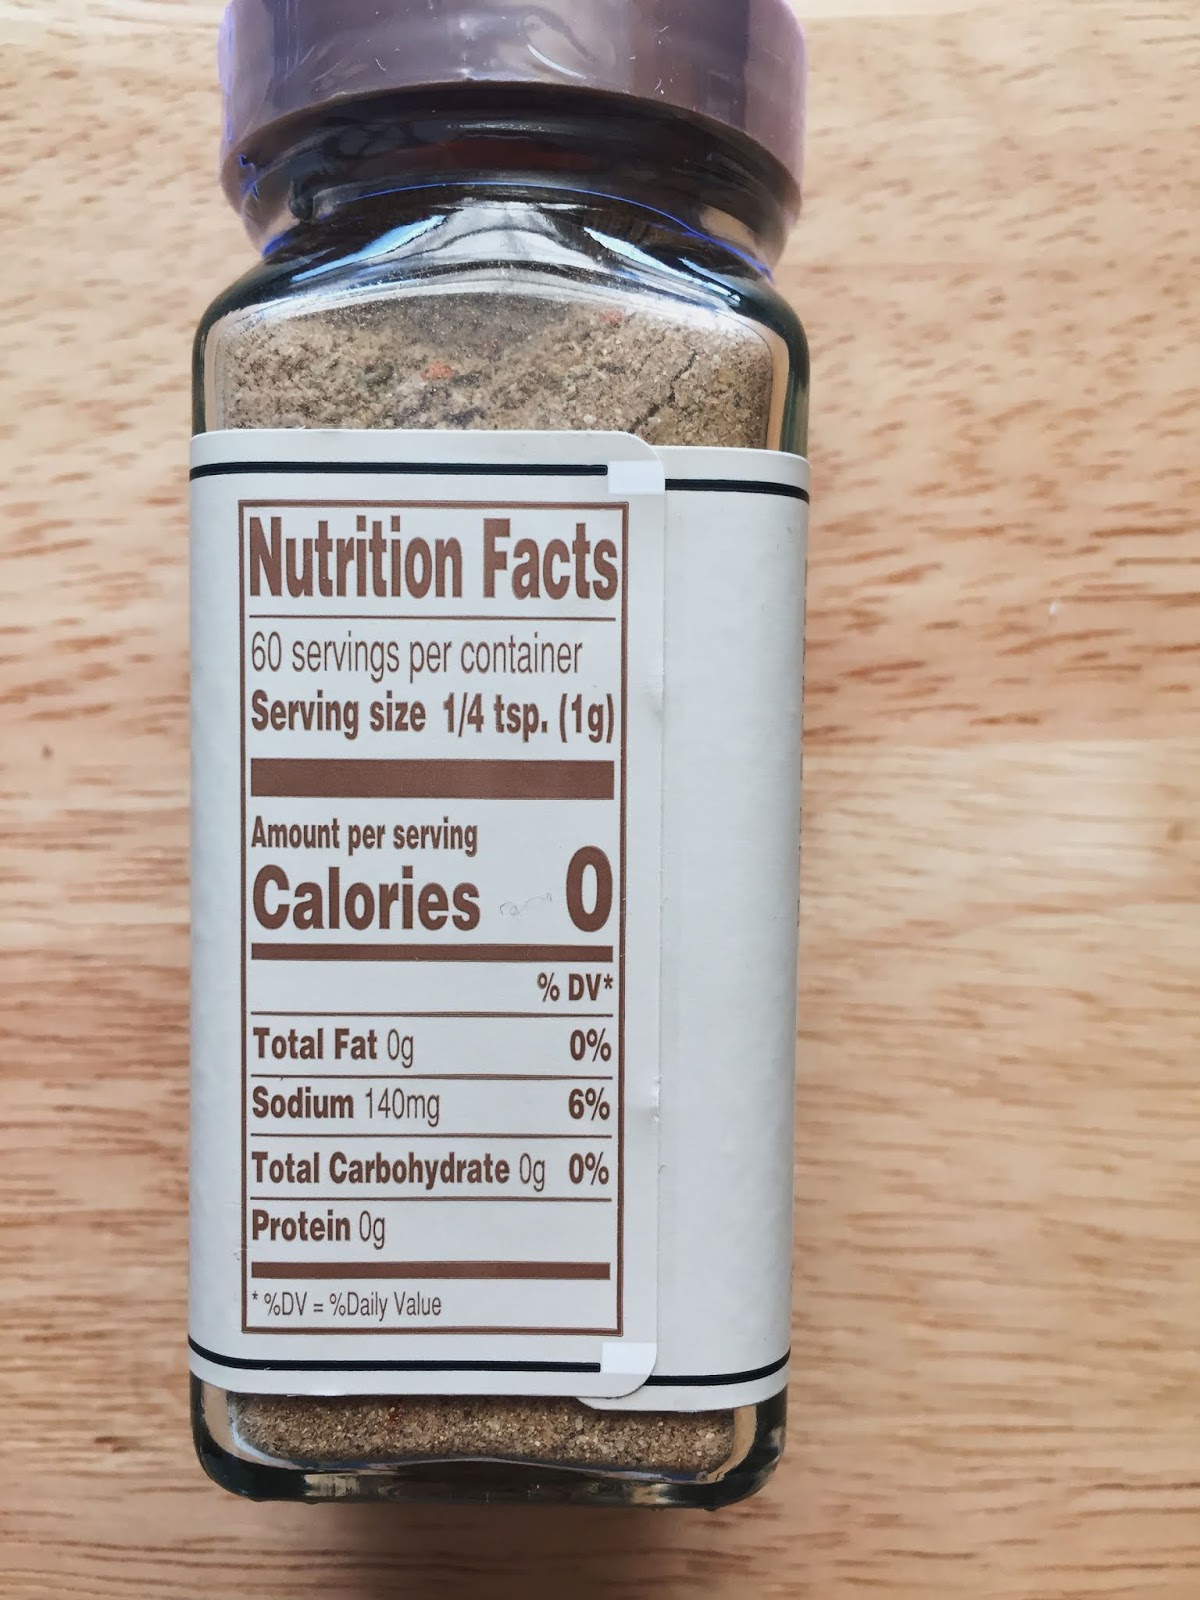 Nutrition Facts
60 servings per container
Serving size 1/4 tsp. (1g)
Amount per serving
Calories 0
% DV*
Total Fat 0g 0%
Sodium 140mg 6%
Total Carbohydrate 0g 0%
Protein 0g
* %DV = %Daily Value